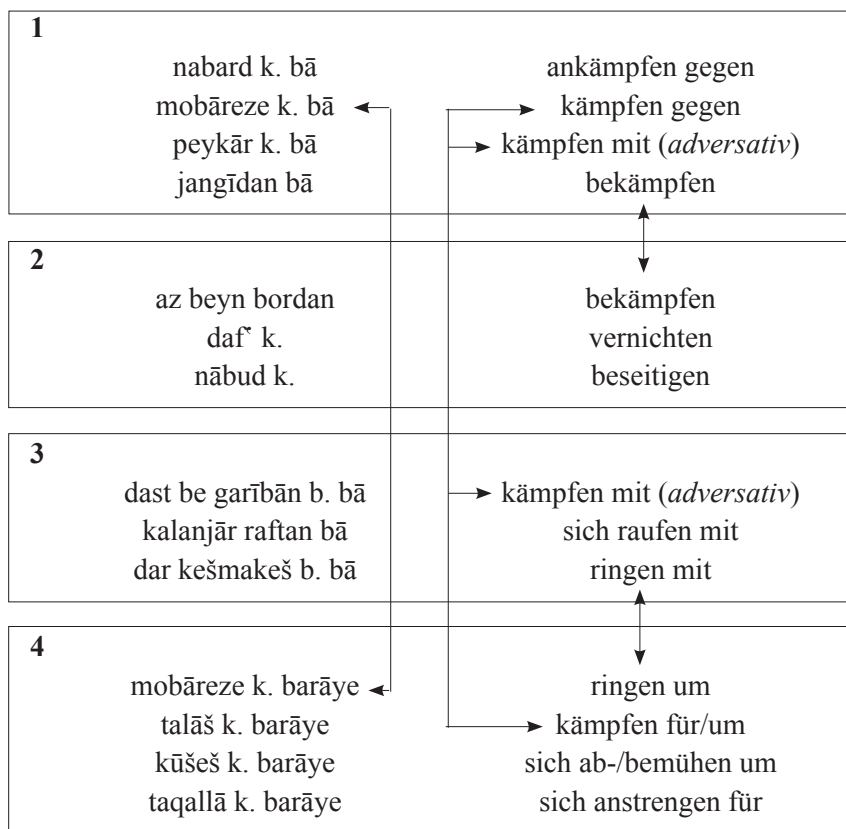 1
nabard k. bā ankämpfen gegen
mobāreze k. bā kämpfen gegen
peykār k. bā kämpfen mit (adversativ)
jangīdan bā bekämpfen
2
az beyn bordan bekämpfen
dafʿ k. vernichten
nābud k. beseitigen
3
dast be garībān b. bā kämpfen mit (adversativ)
kalanjār raftan bā sich raufen mit
dar kešmakeš b. bā ringen mit
4
mobāreze k. barāye ringen um
talāš k. barāye kämpfen für/um
kūšeš k. barāye sich ab-/bemühen um
taqallā k. barāye sich anstrengen für